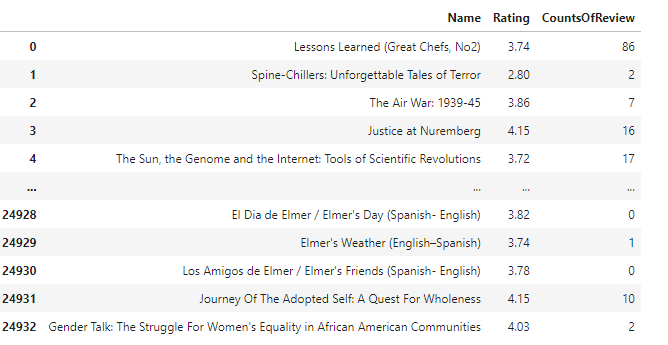 Name Rating CountsOfReview
0 Lessons Learned (Great Chefs, No2) 3.74 86
1 Spine-Chillers: Unforgettable Tales of Terror 2.80 2
2 The Air War: 1939-45 3.86 7
3 Justice at Nuremberg 4.15 16
4 The Sun, the Genome and the Internet: Tools of Scientific Revolutions 3.72 17
... ... ... ...
24928 El Dia de Elmer / Elmer's Day (Spanish- English) 3.82 0
24929 Elmer's Weather (English–Spanish) 3.74 1
24930 Los Amigos de Elmer / Elmer's Friends (Spanish- English) 3.78 0
24931 Journey Of The Adopted Self: A Quest For Wholeness 4.15 10
24932 Gender Talk: The Struggle For Women's Equality in African American Communities 4.03 2